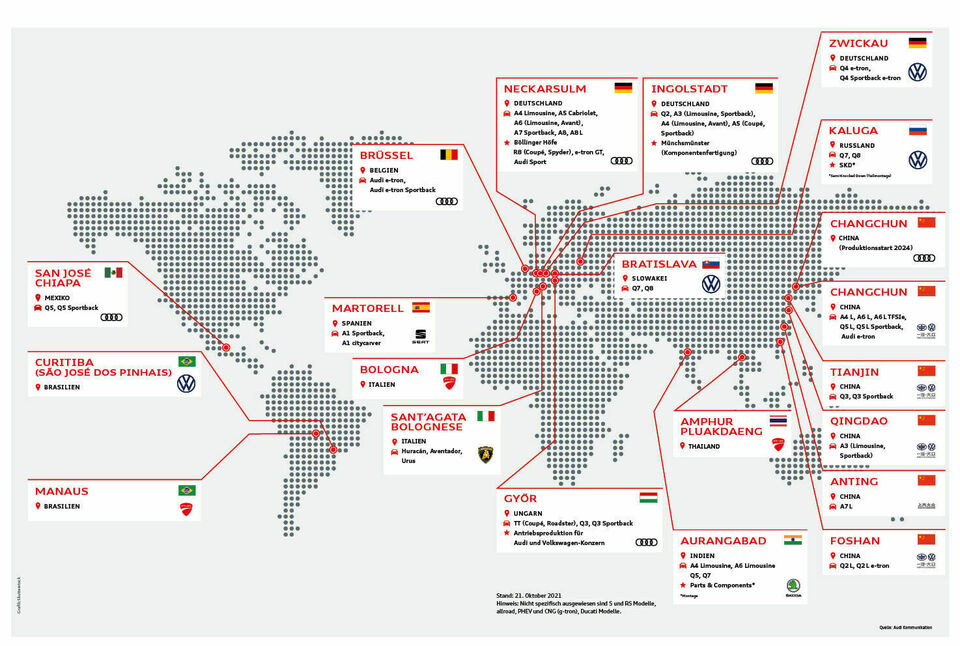 ZWICKAU
DEUTSCHLAND
Q4 e-tron,
Q4 Sportback e-tron
NECKARSULM
DEUTSCHLAND
A4 Limousine, A5 Cabriolet,
A6 (Limousine, Avant),
A7 Sportback, A8, A8 L
Böllinger Höfe
R8 (Coupé, Spyder), e-tron GT,
Audi Sport
INGOLSTADT
DEUTSCHLAND
Q2, A3 (Limousine, Sportback),
A4 (Limousine, Avant), A5 (Coupé,
Sportback)
Münchsmünster
(Komponentenfertigung)
KALUGA
RUSSLAND
Q7, Q8
SKD*
BRÜSSEL
BELGIEN
Audi e-tron,
Audi e-tron Sportback
CHANGCHUN
CHINA
(Produktionsstart 2024)
BRATISLAVA
SLOWAKEI
Q7, Q8
SAN JOSÉ
CHIAPA
MEXIKO
Q5, Q5 Sportback
CHANGCHUN
CHINA
A4 L, A6 L, A6 L TFSIe,
Q5 L, Q5 L Sportback,
Audi e-tron
MARTORELL
SPANIEN
A1 Sportback,
A1 citycarver
SEAT
CURITIBA
(SÃO JOSÉ DOS PINHAIS)
BRASILIEN
BOLOGNA
ITALIEN
TIANJIN
CHINA
Q3, Q3 Sportback
SANT'AGATA
BOLOGNESE
ITALIEN
Huracán, Aventador,
Urus
AMPHUR
PLUAKDAENG
THAILAND
QINGDAO
CHINA
A3 (Limousine,
Sportback)
MANAUS
BRASILIEN
ANTING
CHINA
A7 L
GYŐR
UNGARN
TT (Coupé, Roadster), Q3, Q3 Sportback
Antriebsproduktion für
Audi und Volkswagen-Konzern
AURANGABAD
INDIEN
A4 Limousine, A6 Limousine
Q5, Q7
Parts & Components*
*Montage
ŠKODA
FOSHAN
CHINA
Q2 L, Q2 L e-tron
Stand: 21. Oktober 2021
Hinweis: Nicht spezifisch ausgewiesen sind S und RS Modelle,
allroad, PHEV und CNG (g-tron), Ducati Modelle.
Quelle: Audi Kommunikation